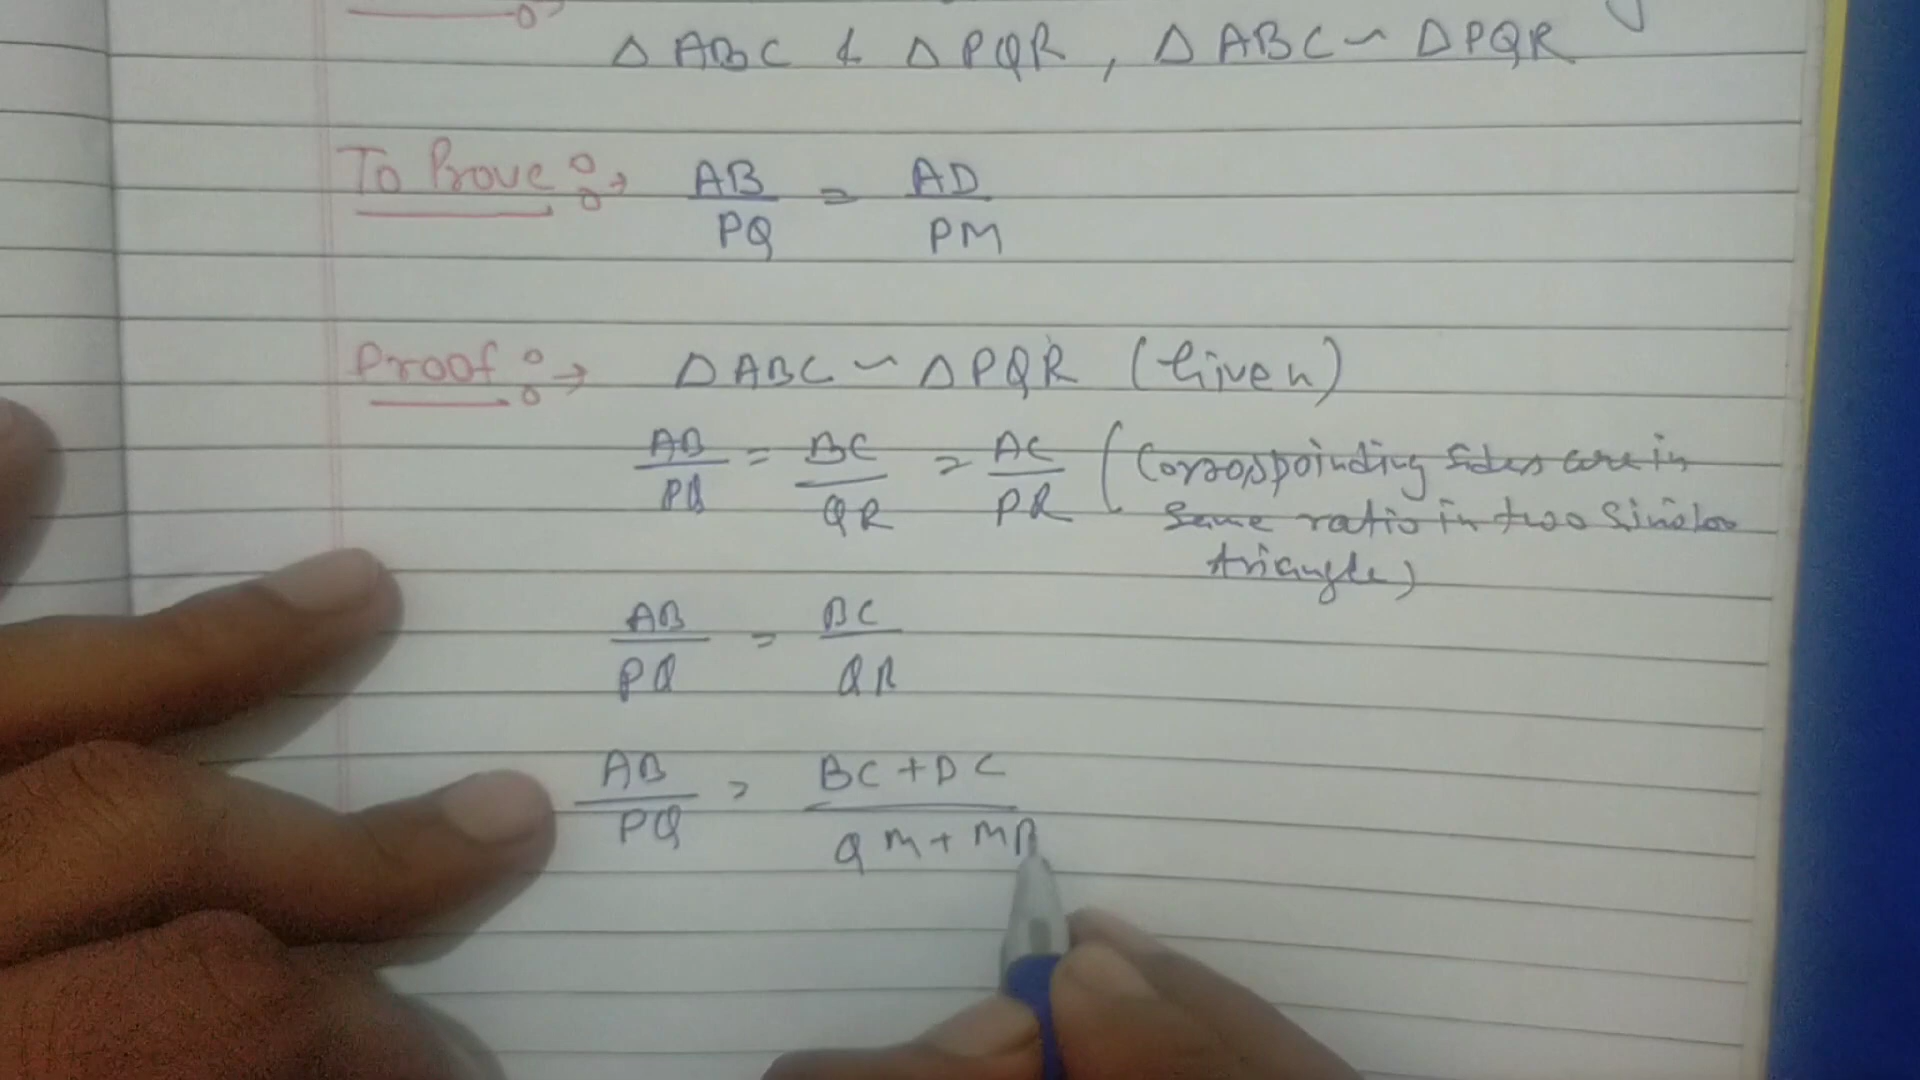 △ ABC & △ PQR, △ ABC ~ △PQR
To Prove :→ AB/PQ = AD/PM
Proof :→ △ABC ~ △PQR (Given)
AB/PQ = BC/QR = AC/PR (Corrosspoinding Sides are in
Same ratio in two Similar
triangle)
AB/PQ = BC/QR
AB/PQ = BC+DC/QM+MR